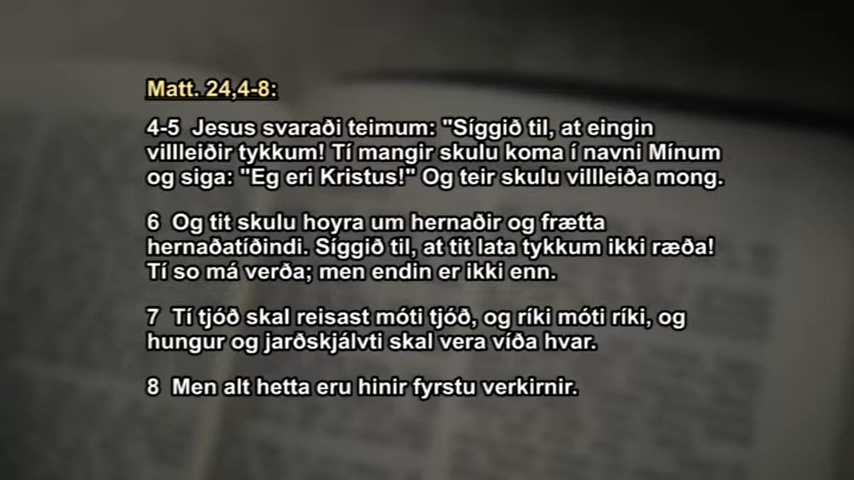 Matt. 24,4-8:
4-5 Jesus svaraði teimum: "Síggið til, at eingin
villleiðir tykkum! Tí mangir skulu koma í navni Mínum
og siga: "Eg eri Kristus!" Og teir skulu villleiða mong.
6 Og tit skulu hoyra um hernaðir og frætta
hernaðatíðindi. Síggið til, at tit lata tykkum ikki ræða!
Tí so má verða; men endin er ikki enn.
7 Tí tjóð skal reisast móti tjóð, og ríki móti ríki, og
hungur og jarðskjálvti skal vera víða hvar.
8 Men alt hetta eru hinir fyrstu verkirnir.